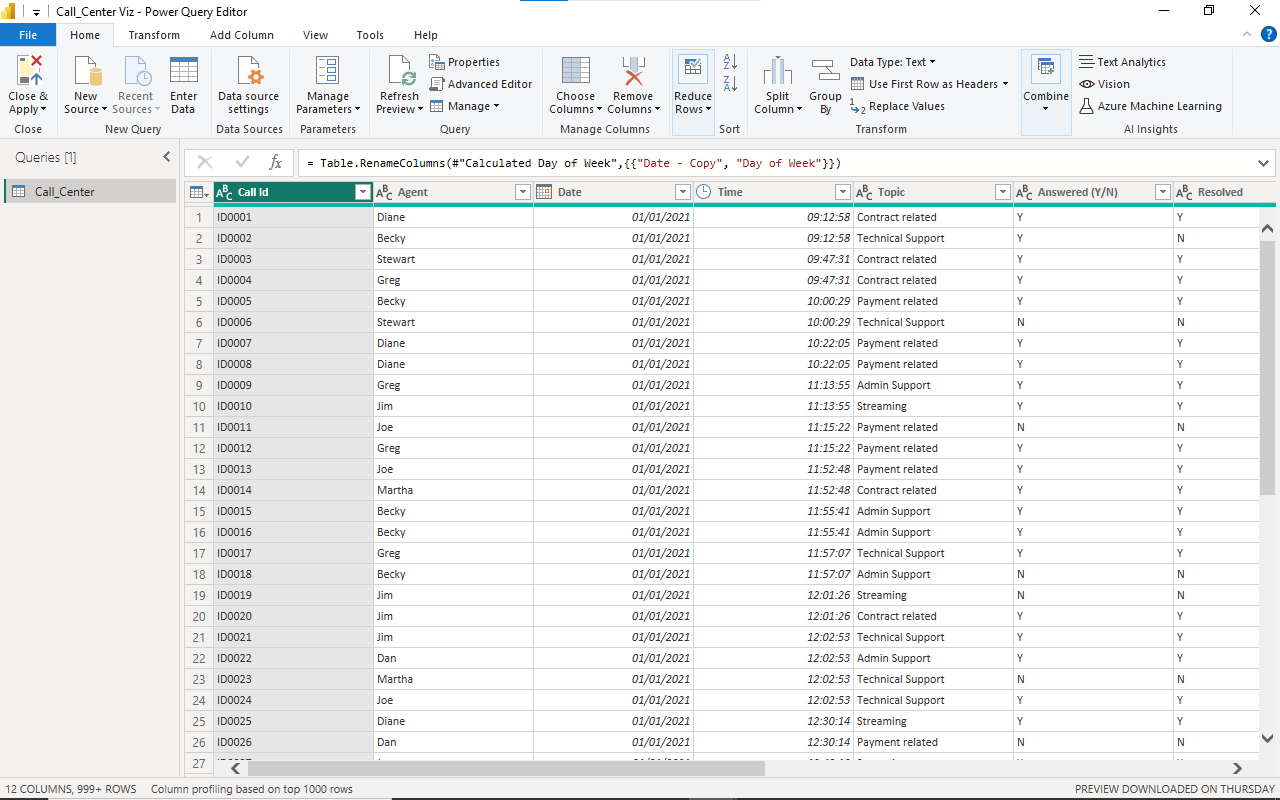 Call_Center Viz - Power Query Editor
File Home Transform Add Column View Tools Help
Close & Apply
Close
New Source
Recent Sources
Enter Data
New Query
Data source settings
Data Sources
Manage Parameters
Parameters
Refresh Preview
Properties
Advanced Editor
Manage
Query
Choose Columns
Remove Columns
Manage Columns
Reduce Rows
Sort
Split Column
Group By
Data Type: Text
Use First Row as Headers
Replace Values
Transform
Combine
Text Analytics
Vision
Azure Machine Learning
AI Insights
Queries [1]
Call_Center
fx = Table.RenameColumns(#"Calculated Day of Week",{{"Date - Copy", "Day of Week"}})
Call Id Agent Date Time Topic Answered (Y/N) Resolved
1 ID0001 Diane 01/01/2021 09:12:58 Contract related Y Y
2 ID0002 Becky 01/01/2021 09:12:58 Technical Support Y N
3 ID0003 Stewart 01/01/2021 09:47:31 Contract related Y Y
4 ID0004 Greg 01/01/2021 09:47:31 Contract related Y Y
5 ID0005 Becky 01/01/2021 10:00:29 Payment related Y Y
6 ID0006 Stewart 01/01/2021 10:00:29 Technical Support N N
7 ID0007 Diane 01/01/2021 10:22:05 Payment related Y Y
8 ID0008 Diane 01/01/2021 10:22:05 Payment related Y Y
9 ID0009 Greg 01/01/2021 11:13:55 Admin Support Y Y
10 ID0010 Jim 01/01/2021 11:13:55 Streaming Y Y
11 ID0011 Joe 01/01/2021 11:15:22 Payment related N N
12 ID0012 Greg 01/01/2021 11:15:22 Payment related Y Y
13 ID0013 Joe 01/01/2021 11:52:48 Payment related Y Y
14 ID0014 Martha 01/01/2021 11:52:48 Contract related Y Y
15 ID0015 Becky 01/01/2021 11:55:41 Admin Support Y Y
16 ID0016 Becky 01/01/2021 11:55:41 Admin Support Y Y
17 ID0017 Greg 01/01/2021 11:57:07 Technical Support Y Y
18 ID0018 Becky 01/01/2021 11:57:07 Admin Support N N
19 ID0019 Jim 01/01/2021 12:01:26 Streaming N N
20 ID0020 Jim 01/01/2021 12:01:26 Contract related Y Y
21 ID0021 Jim 01/01/2021 12:02:53 Technical Support Y Y
22 ID0022 Dan 01/01/2021 12:02:53 Admin Support Y Y
23 ID0023 Martha 01/01/2021 12:02:53 Technical Support N N
24 ID0024 Joe 01/01/2021 12:02:53 Technical Support Y Y
25 ID0025 Diane 01/01/2021 12:30:14 Streaming Y Y
26 ID0026 Dan 01/01/2021 12:30:14 Payment related N N
27
12 COLUMNS, 999+ ROWS Column profiling based on top 1000 rows PREVIEW DOWNLOADED ON THURSDAY